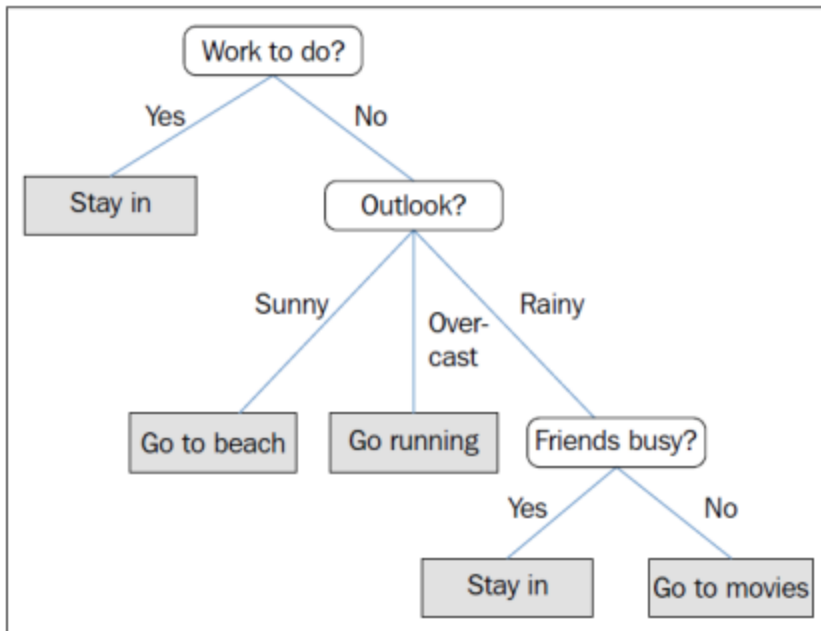 Work to do?
Yes
No
Stay in
Outlook?
Sunny
Over-
cast
Rainy
Go to beach
Go running
Friends busy?
Yes
No
Stay in
Go to movies